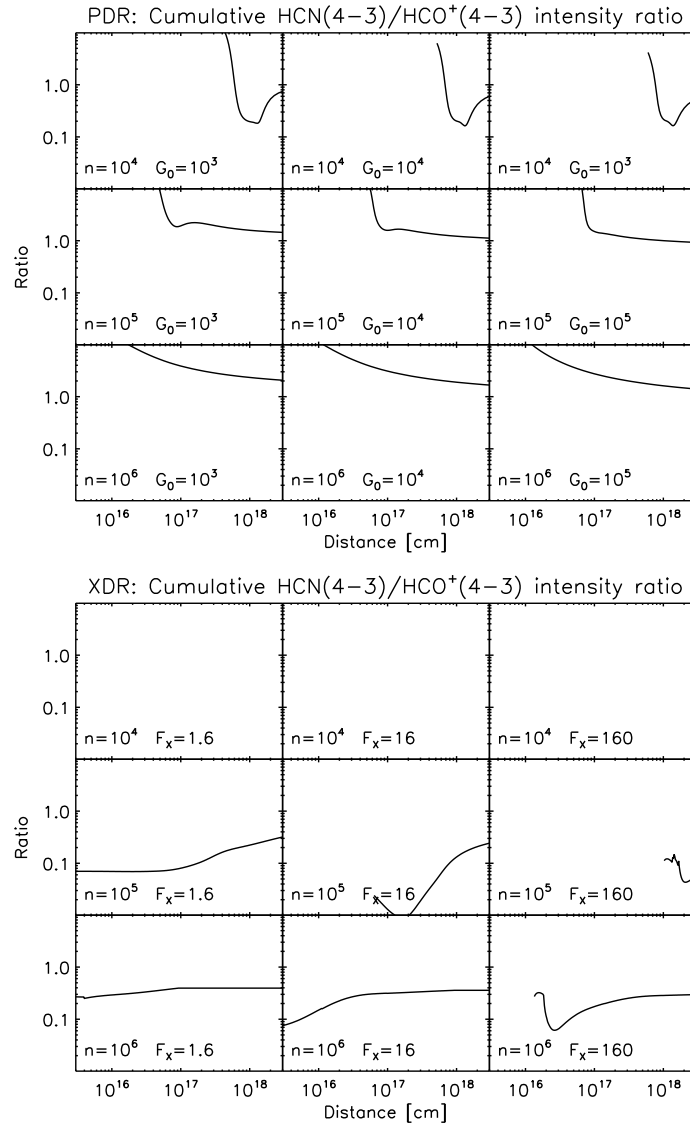 PDR: Cumulative HCN(4−3)/HCO⁺(4−3) intensity ratio
1.0
0.1
n=10⁴ G₀=10³
n=10⁴ G₀=10⁴
n=10⁴ G₀=10³
1.0
0.1
n=10⁵ G₀=10³
n=10⁵ G₀=10⁴
n=10⁵ G₀=10⁵
Ratio
1.0
0.1
n=10⁶ G₀=10³
n=10⁶ G₀=10⁴
n=10⁶ G₀=10⁵
10¹⁶ 10¹⁷ 10¹⁸ 10¹⁶ 10¹⁷ 10¹⁸ 10¹⁶ 10¹⁷ 10¹⁸
Distance [cm]
XDR: Cumulative HCN(4−3)/HCO⁺(4−3) intensity ratio
1.0
0.1
n=10⁴ Fₓ=1.6
n=10⁴ Fₓ=16
n=10⁴ Fₓ=160
1.0
0.1
n=10⁵ Fₓ=1.6
n=10⁵ Fₓ=16
n=10⁵ Fₓ=160
Ratio
1.0
0.1
n=10⁶ Fₓ=1.6
n=10⁶ Fₓ=16
n=10⁶ Fₓ=160
10¹⁶ 10¹⁷ 10¹⁸ 10¹⁶ 10¹⁷ 10¹⁸ 10¹⁶ 10¹⁷ 10¹⁸
Distance [cm]